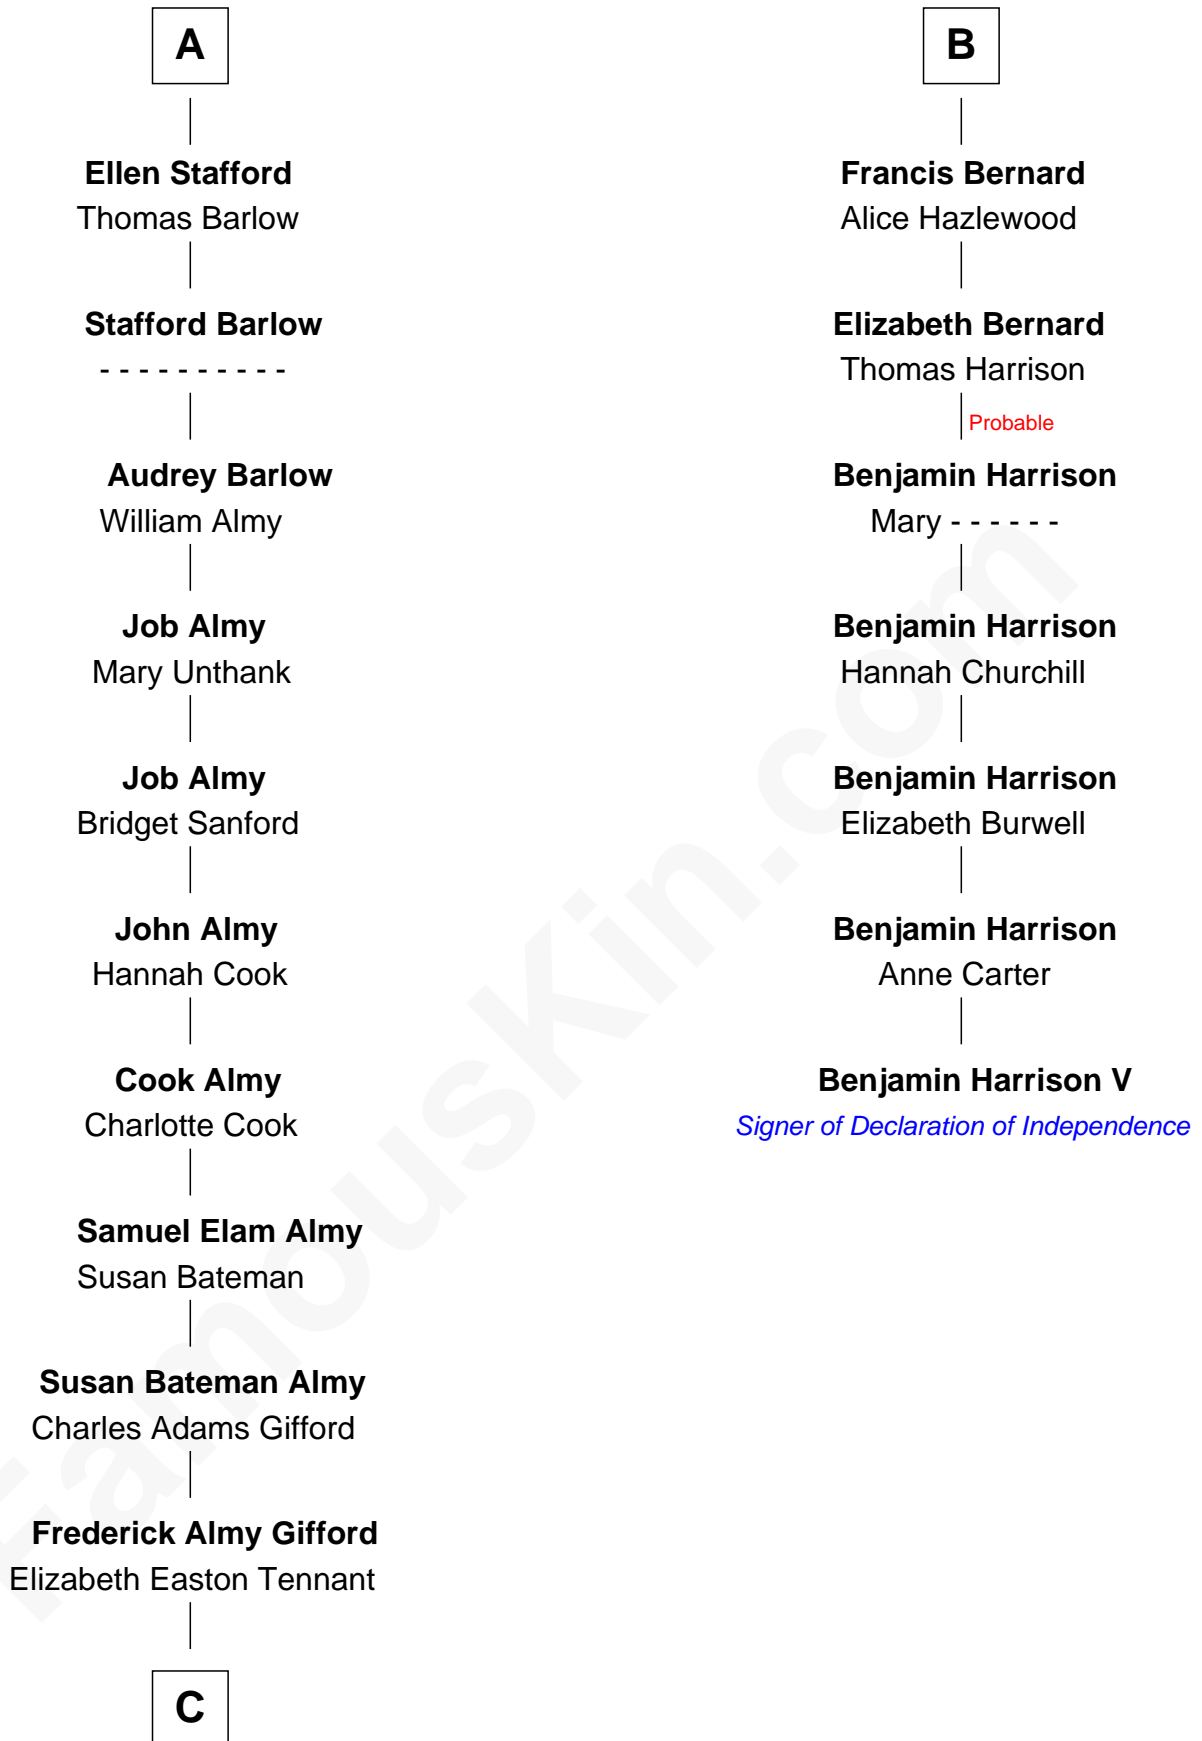 A
Ellen Stafford
Thomas Barlow
Stafford Barlow
- - - - - - - - - -
Audrey Barlow
William Almy
Job Almy
Mary Unthank
Job Almy
Bridget Sanford
John Almy
Hannah Cook
Cook Almy
Charlotte Cook
Samuel Elam Almy
Susan Bateman
Susan Bateman Almy
Charles Adams Gifford
Frederick Almy Gifford
Elizabeth Easton Tennant
C
B
Francis Bernard
Alice Hazlewood
Elizabeth Bernard
Thomas Harrison
Probable
Benjamin Harrison
Mary - - - - - -
Benjamin Harrison
Hannah Churchill
Benjamin Harrison
Elizabeth Burwell
Benjamin Harrison
Anne Carter
Benjamin Harrison V
Signer of Declaration of Independence
FamousKin.com